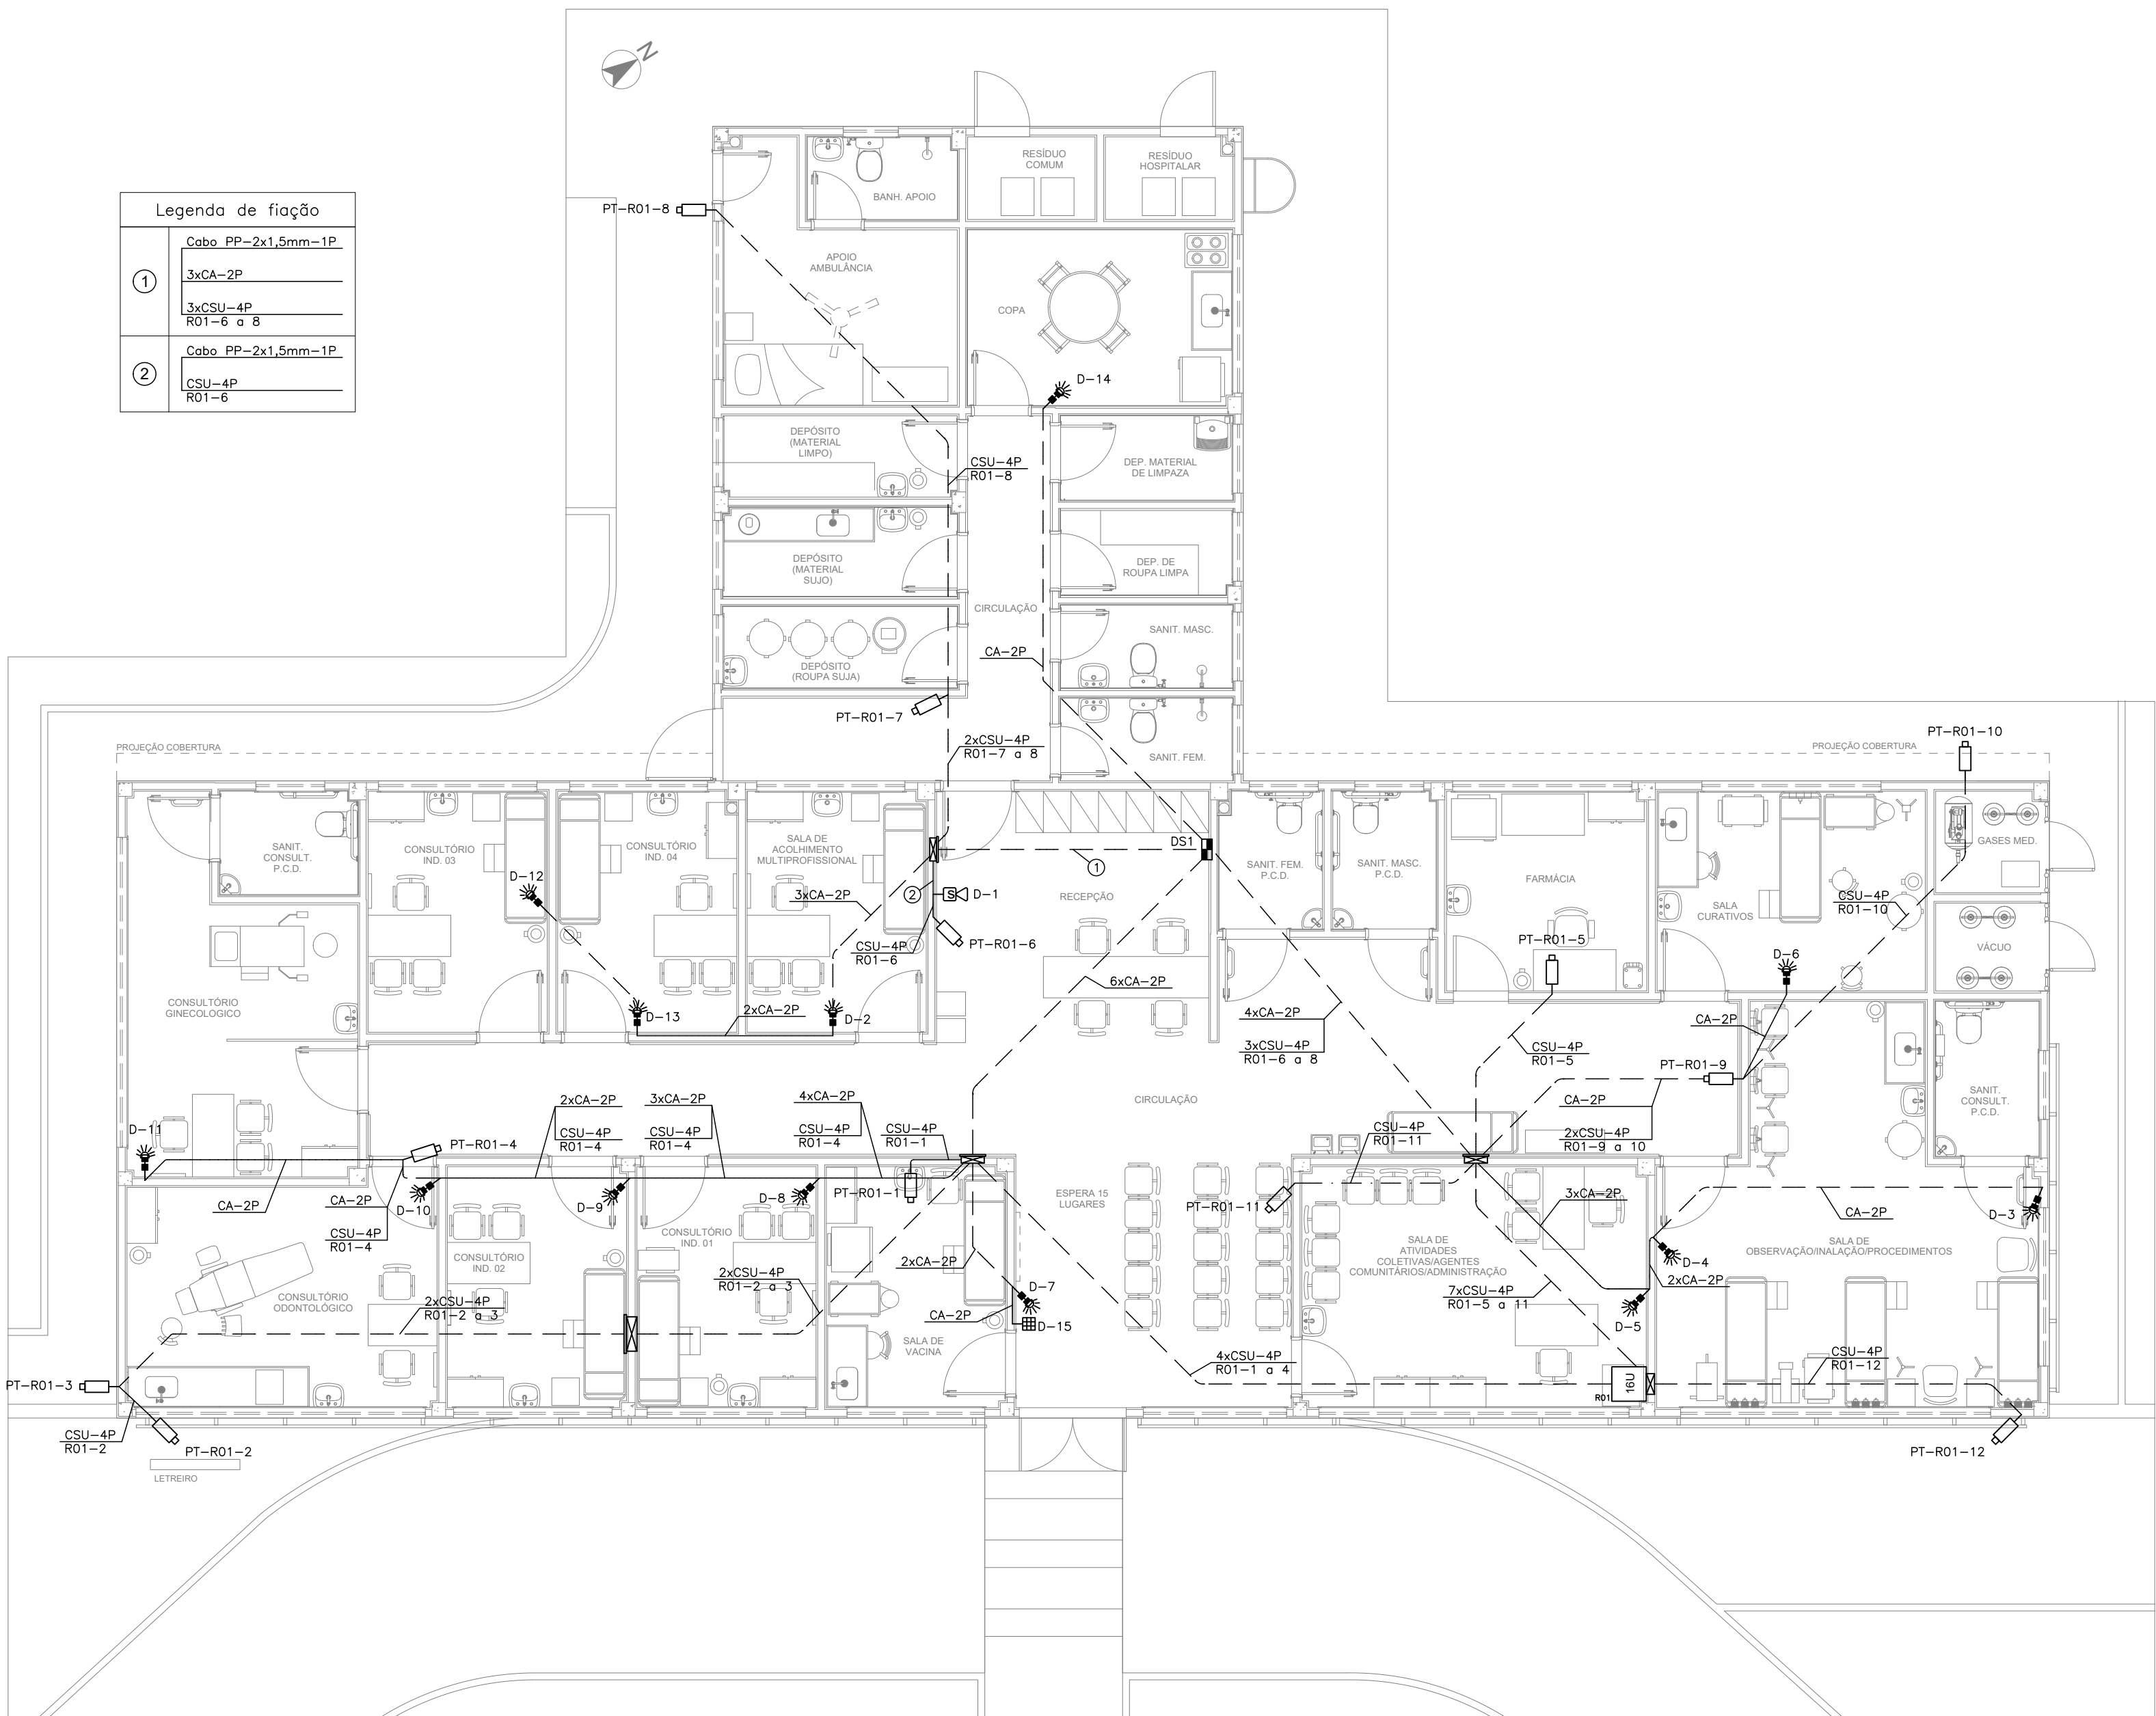 N
Legenda de fiação
1
Cabo PP-2x1,5mm-1P
3xCA-2P
3xCSU-4P
R01-6 a 8
2
Cabo PP-2x1,5mm-1P
CSU-4P
R01-6
RESÍDUO
COMUM
RESÍDUO
HOSPITALAR
BANH. APOIO
PT-R01-8
APOIO
AMBULÂNCIA
COPA
D-14
DEPÓSITO
(MATERIAL
LIMPO)
CSU-4P
R01-8
DEP. MATERIAL
DE LIMPAZA
DEPÓSITO
(MATERIAL
SUJO)
DEP. DE
ROUPA LIMPA
CIRCULAÇÃO
SANIT. MASC.
CA-2P
DEPÓSITO
(ROUPA SUJA)
PT-R01-7
2xCSU-4P
R01-7 a 8
SANIT. FEM.
PROJEÇÃO COBERTURA
PROJEÇÃO COBERTURA
PT-R01-10
SANIT.
CONSULT.
P.C.D.
CONSULTÓRIO
IND. 03
CONSULTÓRIO
IND. 04
SALA DE
ACOLHIMENTO
MULTIPROFISSIONAL
1
DS1
SANIT. FEM.
P.C.D.
SANIT. MASC.
P.C.D.
FARMÁCIA
GASES MED.
D-12
3xCA-2P
2
S
D-1
RECEPÇÃO
SALA
CURATIVOS
CSU-4P
R01-10
CSU-4P
R01-6
PT-R01-6
PT-R01-5
VÁCUO
D-6
CONSULTÓRIO
GINECOLOGICO
6xCA-2P
D-13
2xCA-2P
D-2
4xCA-2P
3xCSU-4P
R01-6 a 8
CA-2P
CSU-4P
R01-5
PT-R01-9
SANIT.
CONSULT.
P.C.D.
CIRCULAÇÃO
2xCA-2P
CSU-4P
R01-4
3xCA-2P
CSU-4P
R01-4
4xCA-2P
CSU-4P
R01-4
CSU-4P
R01-1
CA-2P
2xCSU-4P
R01-9 a 10
CSU-4P
R01-11
D-11
PT-R01-4
CA-2P
CA-2P
CSU-4P
R01-4
D-10
D-9
D-8
PT-R01-1
ESPERA 15
LUGARES
PT-R01-11
3xCA-2P
CA-2P
D-3
CONSULTÓRIO
IND. 02
CONSULTÓRIO
IND. 01
SALA DE
ATIVIDADES
COLETIVAS/AGENTES
COMUNITÁRIOS/ADMINISTRAÇÃO
SALA DE
OBSERVAÇÃO/INALAÇÃO/PROCEDIMENTOS
D-4
2xCA-2P
CONSULTÓRIO
ODONTOLÓGICO
2xCSU-4P
R01-2 a 3
2xCSU-4P
R01-2 a 3
2xCA-2P
D-7
CA-2P
D-15
7xCSU-4P
R01-5 a 11
D-5
SALA DE
VACINA
4xCSU-4P
R01-1 a 4
CSU-4P
R01-12
16U
R01
PT-R01-3
CSU-4P
R01-2
PT-R01-2
LETREIRO
PT-R01-12